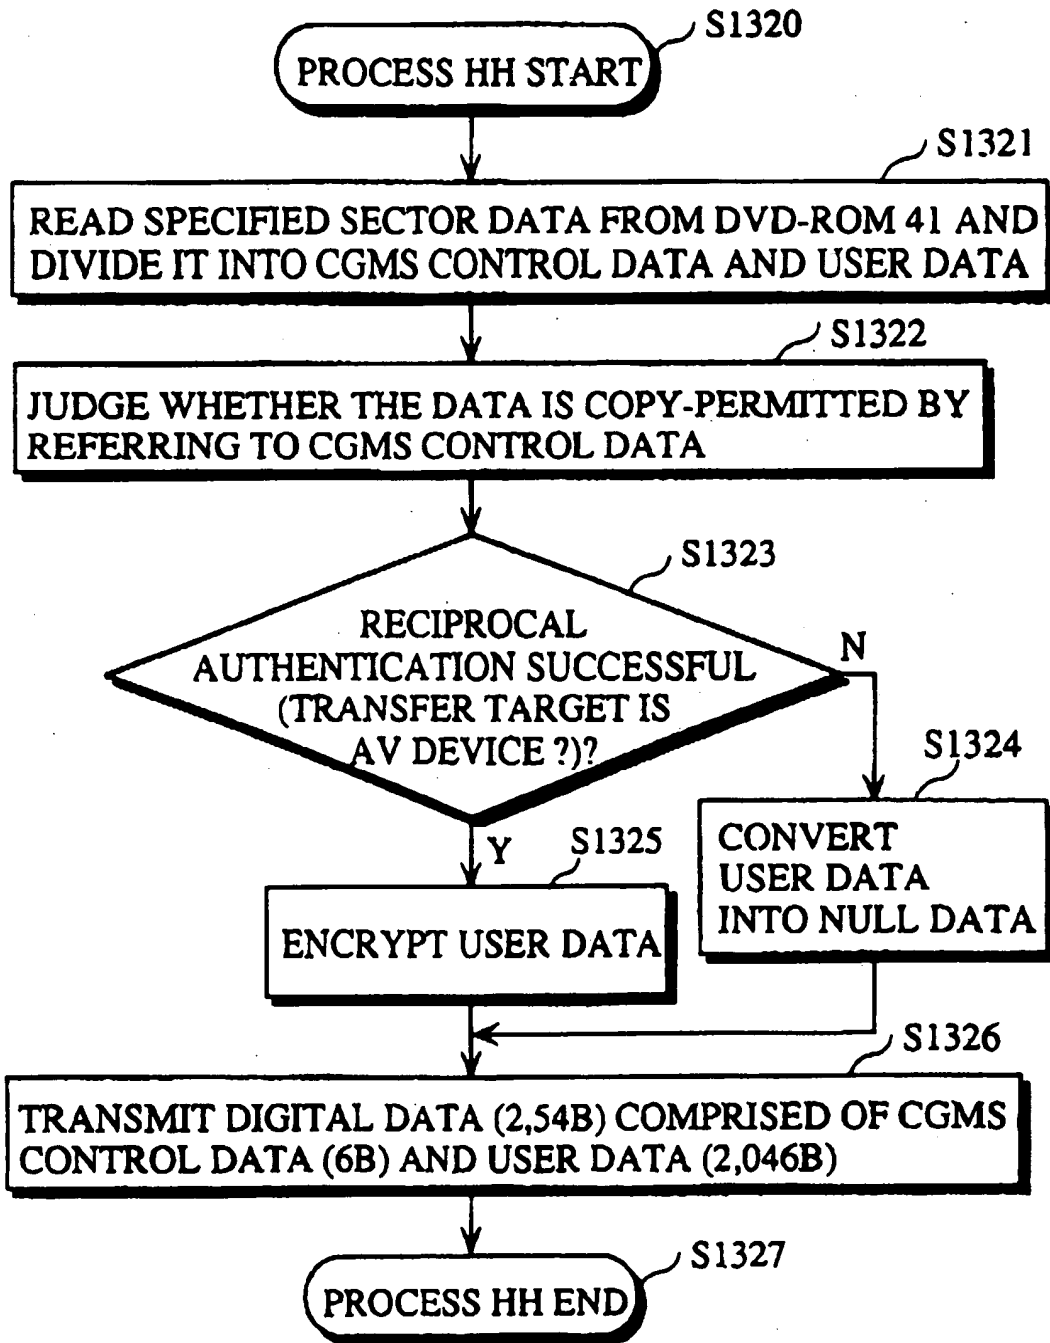 S1320
PROCESS HH START
S1321
READ SPECIFIED SECTOR DATA FROM DVD-ROM 41 AND
DIVIDE IT INTO CGMS CONTROL DATA AND USER DATA
S1322
JUDGE WHETHER THE DATA IS COPY-PERMITTED BY
REFERRING TO CGMS CONTROL DATA
S1323
RECIPROCAL
AUTHENTICATION SUCCESSFUL
(TRANSFER TARGET IS
AV DEVICE ?)?
N
S1324
CONVERT
USER DATA
INTO NULL DATA
Y
S1325
ENCRYPT USER DATA
S1326
TRANSMIT DIGITAL DATA (2,54B) COMPRISED OF CGMS
CONTROL DATA (6B) AND USER DATA (2,046B)
S1327
PROCESS HH END